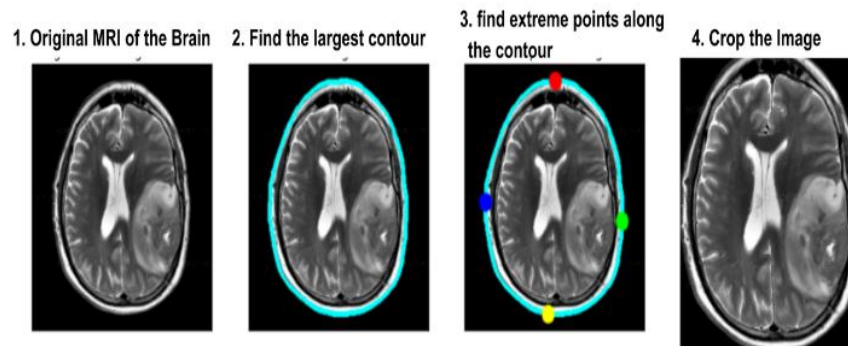 1. Original MRI of the Brain
2. Find the largest contour
3. find extreme points along
the contour
4. Crop the Image